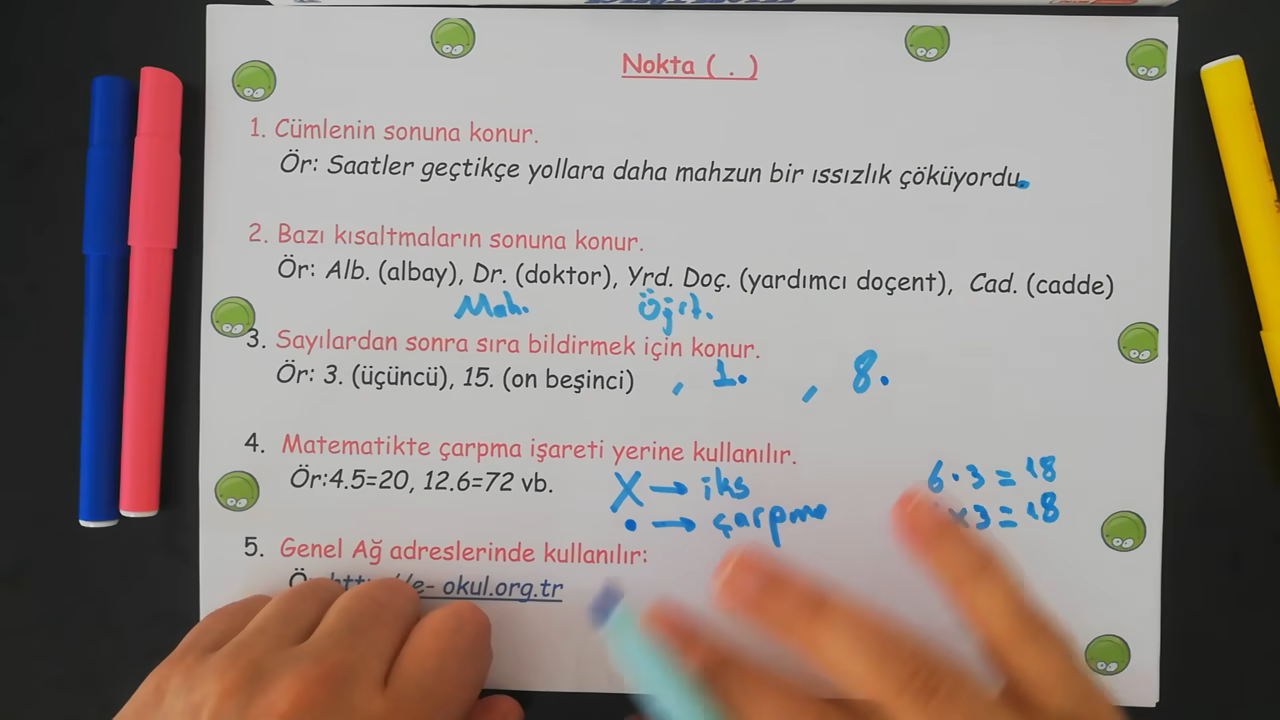 Nokta ( . )
1. Cümlenin sonuna konur.
Ör: Saatler geçtikçe yollara daha mahzun bir ıssızlık çöküyordu.
2. Bazı kısaltmaların sonuna konur.
Ör: Alb. (albay), Dr. (doktor), Yrd. Doç. (yardımcı doçent), Cad. (cadde)
Mah. Öğrt.
3. Sayılardan sonra sıra bildirmek için konur.
Ör: 3. (üçüncü), 15. (on beşinci) , 1. , 8.
4. Matematikte çarpma işareti yerine kullanılır.
Ör:4.5=20, 12.6=72 vb. X → iks 6.3=18
• → çarpma x3=18
5. Genel Ağ adreslerinde kullanılır:
e- okul.org.tr